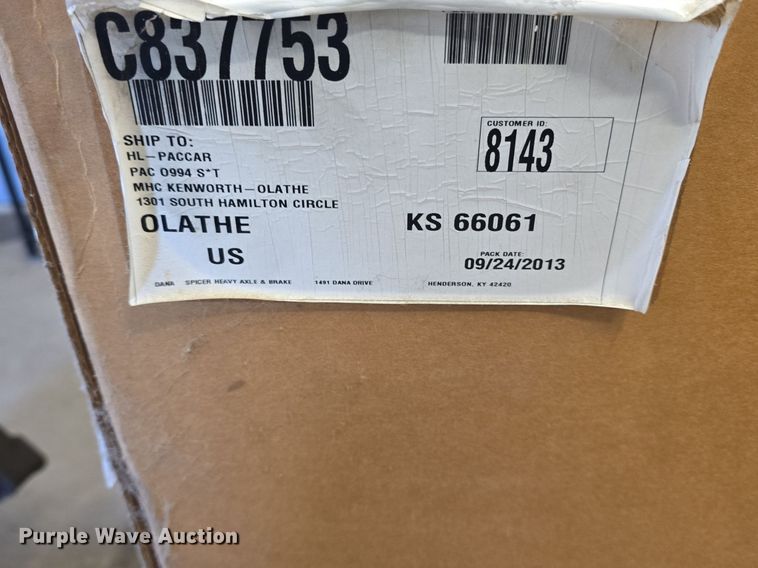 C837753
SHIP TO:
HL-PACCAR
PAC 0994 S*T
MHC KENWORTH-OLATHE
1301 SOUTH HAMILTON CIRCLE
OLATHE KS 66061
US
CUSTOMER ID:
8143
PACK DATE:
09/24/2013
DANA SPICER HEAVY AXLE & BRAKE 1491 DANA DRIVE HENDERSON, KY 42420
Purple Wave Auction